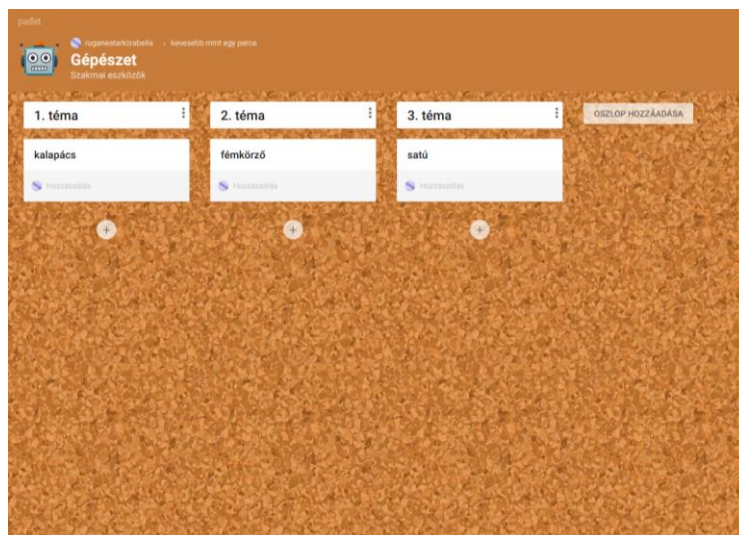 padlet
ruganestarkizabella • kevesebb mint egy perce
Gépészet
Szakmai eszközök
1. téma
2. téma
3. téma
OSZLOP HOZZÁADÁSA
kalapács
fémkörző
satú
Hozzászólás
Hozzászólás
Hozzászólás